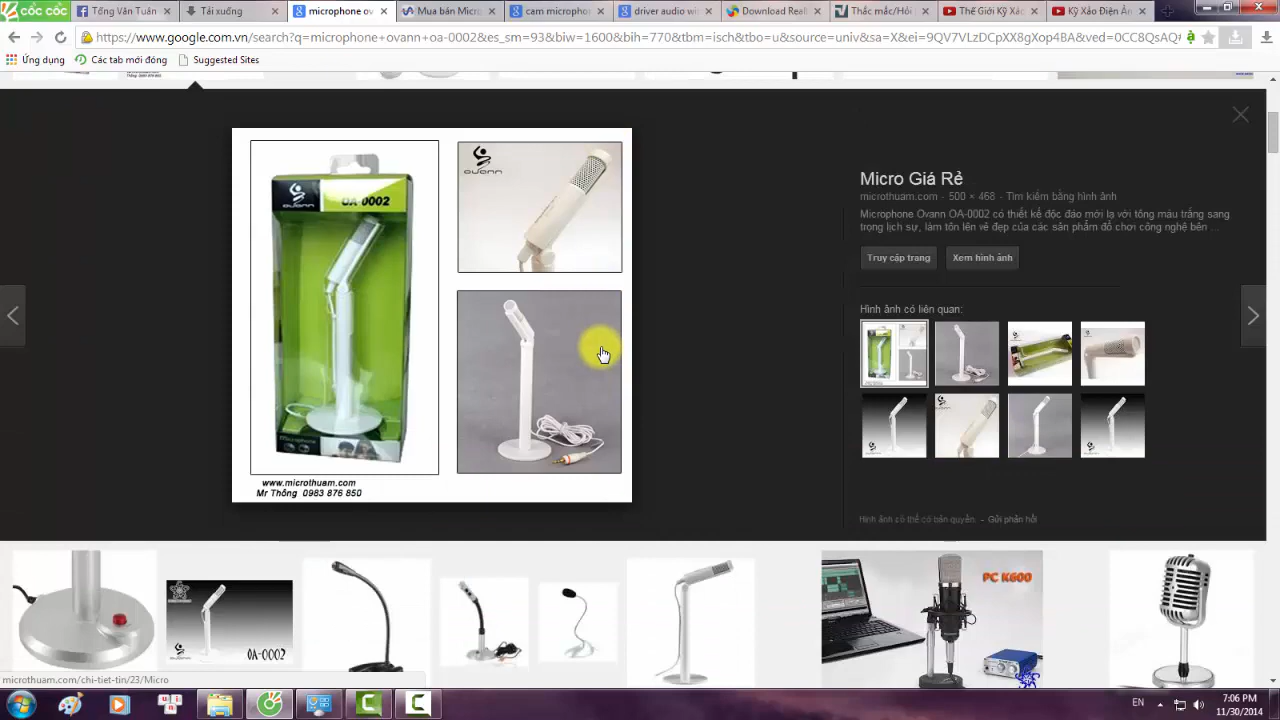 cốc cốc
Tống Văn Tuấn
Tải xuống
microphone ov
Mua bán Micr
cam microph
driver audio wi
Download Real
Thắc mắc/Hỏi
Thế Giới Kỹ Xả
Kỹ Xảo Điện Ản
https://www.google.com.vn/search?q=microphone+ovann+oa-0002&es_sm=93&biw=1600&bih=770&tbm=isch&tbo=u&source=univ&sa=X&ei=9QV7VLzDCpXX8gXop4BA&ved=0CC8QsAQ
Ứng dụng
Các tab mới đóng
Suggested Sites
OVANN
OA-0002
OVANN
Microphone
www.microthuam.com
Mr Thông 0983 876 850
Micro Giá Rẻ
microthuam.com - 500 × 468 - Tìm kiếm bằng hình ảnh
Microphone Ovann OA-0002 có thiết kế độc đáo mới lạ với tông màu trắng sang
trọng lịch sự, làm tôn lên vẻ đẹp của các sản phẩm đồ chơi công nghệ bên ...
Truy cập trang
Xem hình ảnh
Hình ảnh có liên quan:
Hình ảnh có thể có bản quyền. - Gửi phản hồi
OA-0002
PC K600
microthuam.com/chi-tiet-tin/23/Micro
EN
7:06 PM
11/30/2014